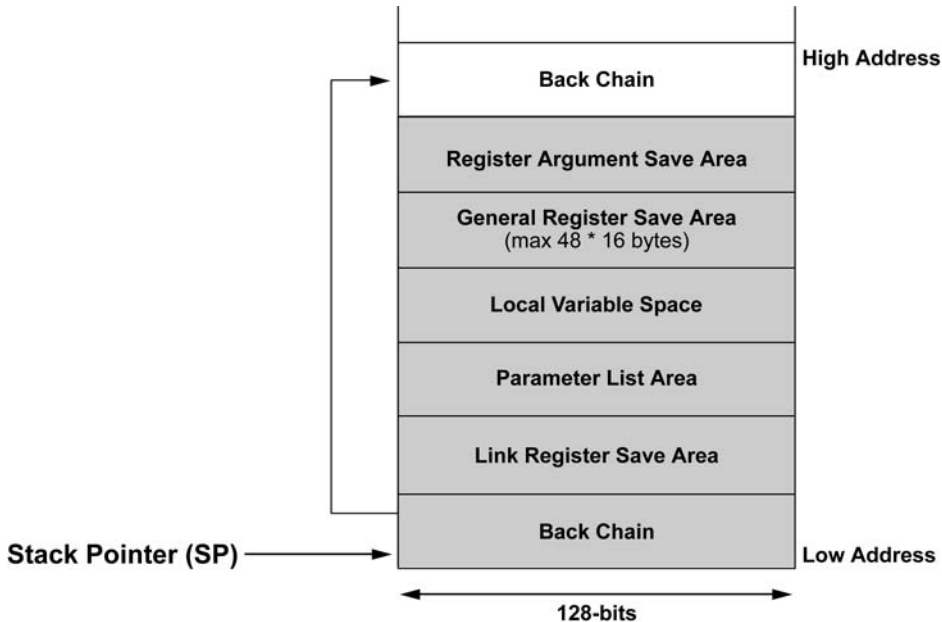 High Address
Back Chain
Register Argument Save Area
General Register Save Area
(max 48 * 16 bytes)
Local Variable Space
Parameter List Area
Link Register Save Area
Back Chain
Stack Pointer (SP)
Low Address
128-bits